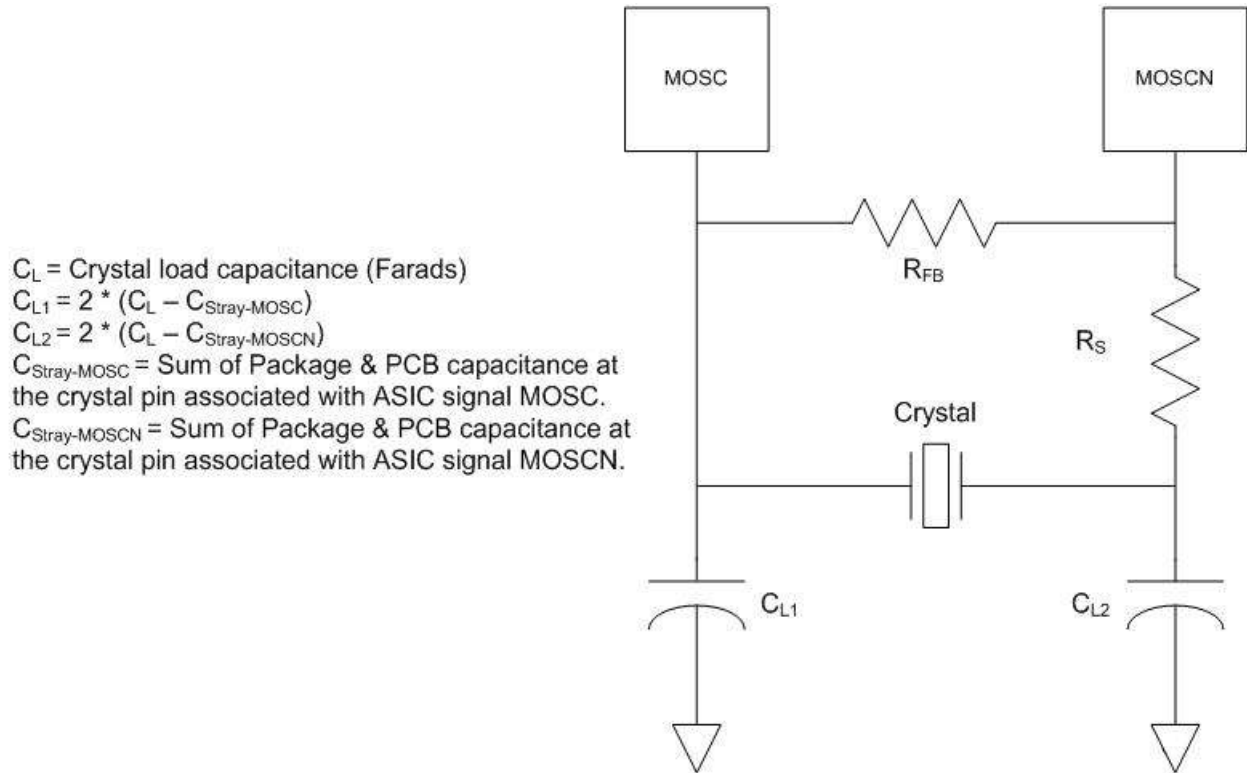 MOSC
MOSCN
R_FB
C_L = Crystal load capacitance (Farads)
C_L1 = 2 * (C_L – C_Stray-MOSC)
C_L2 = 2 * (C_L – C_Stray-MOSCN)
C_Stray-MOSC = Sum of Package & PCB capacitance at
the crystal pin associated with ASIC signal MOSC.
C_Stray-MOSCN = Sum of Package & PCB capacitance at
the crystal pin associated with ASIC signal MOSCN.
R_S
Crystal
C_L1
C_L2